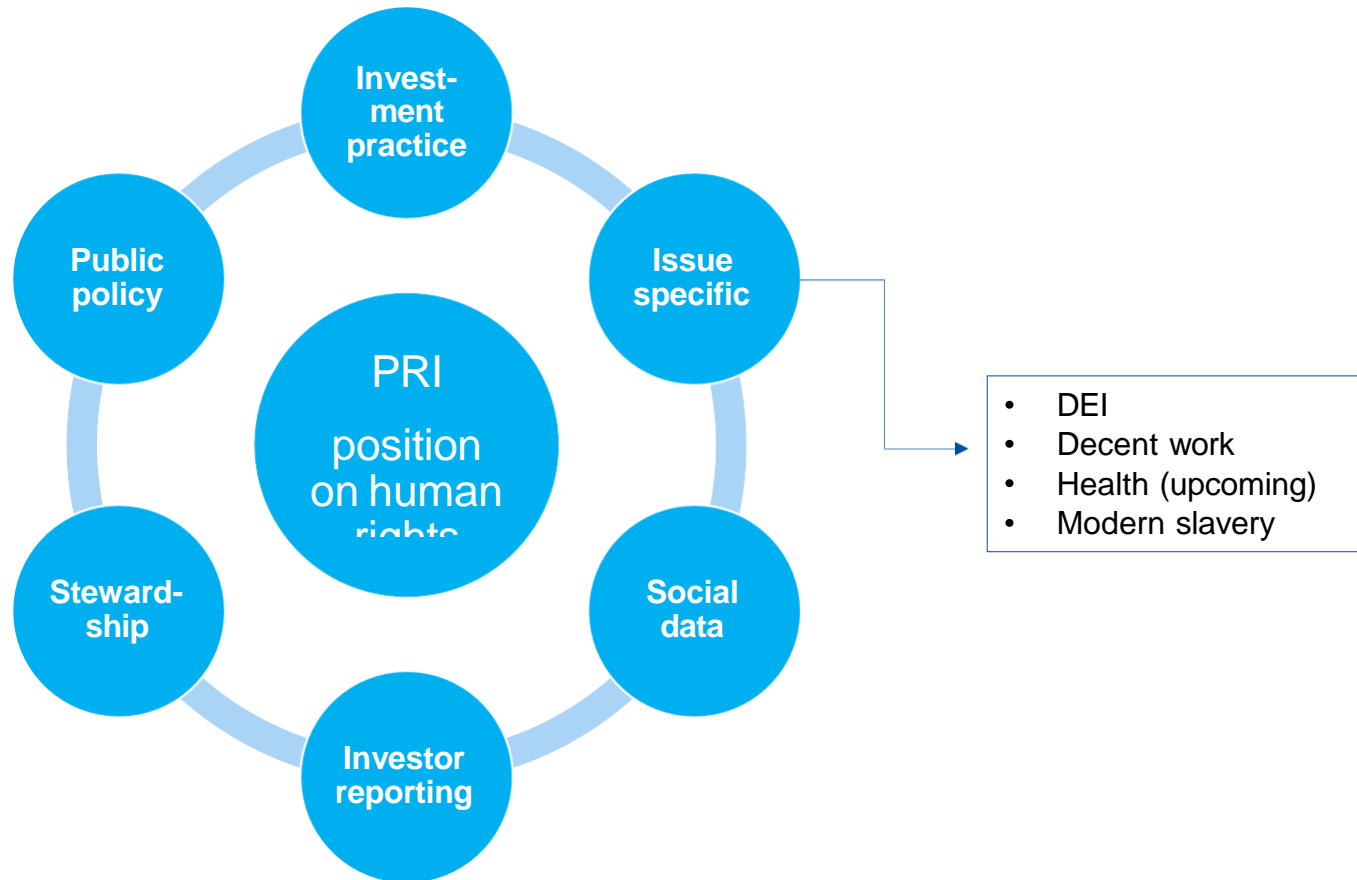 Invest-
ment
practice
Issue
specific
Social
data
Investor
reporting
Steward-
ship
Public
policy
PRI
position
on human
rights
• DEI
• Decent work
• Health (upcoming)
• Modern slavery